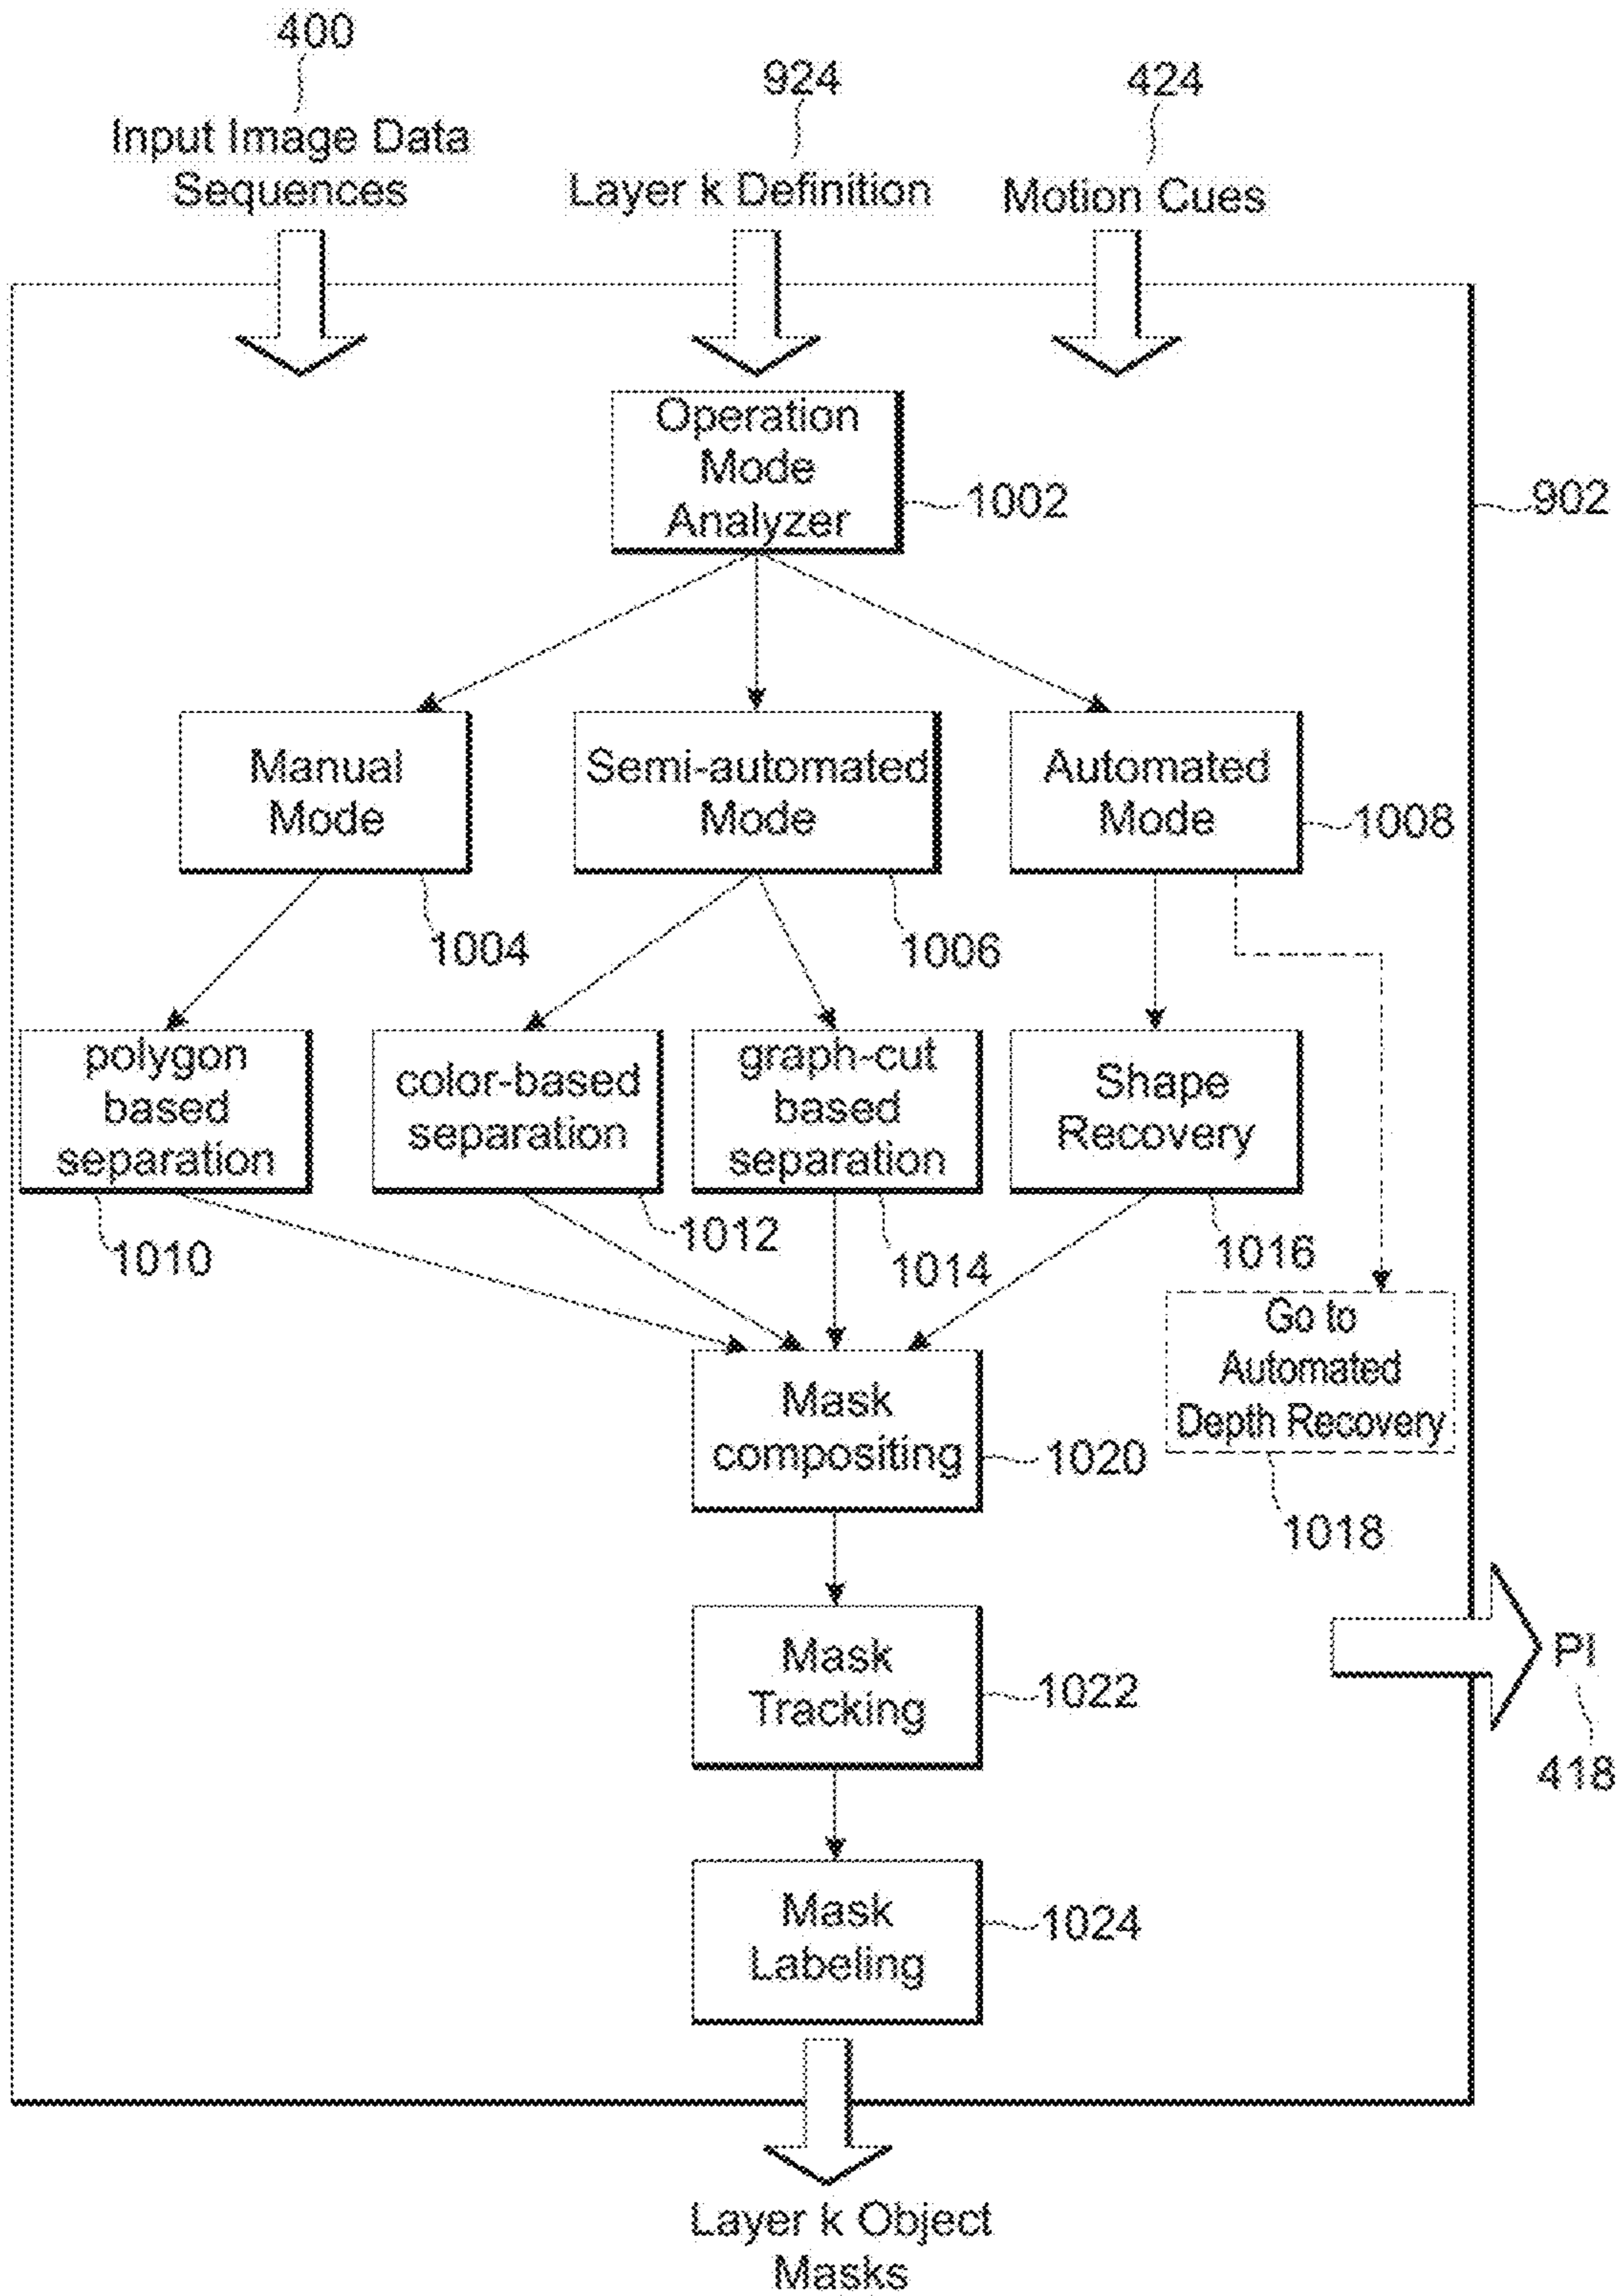 400
Input Image Data
Sequences
924
Layer k Definition
424
Motion Cues
Operation
Mode
Analyzer
1002
902
Manual
Mode
1004
Semi-automated
Mode
1006
Automated
Mode
1008
polygon
based
separation
1010
color-based
separation
1012
graph-cut
based
separation
1014
Shape
Recovery
1016
Go to
Automated
Depth Recovery
1018
Mask
compositing
1020
Mask
Tracking
1022
PI
418
Mask
Labeling
1024
Layer k Object
Masks